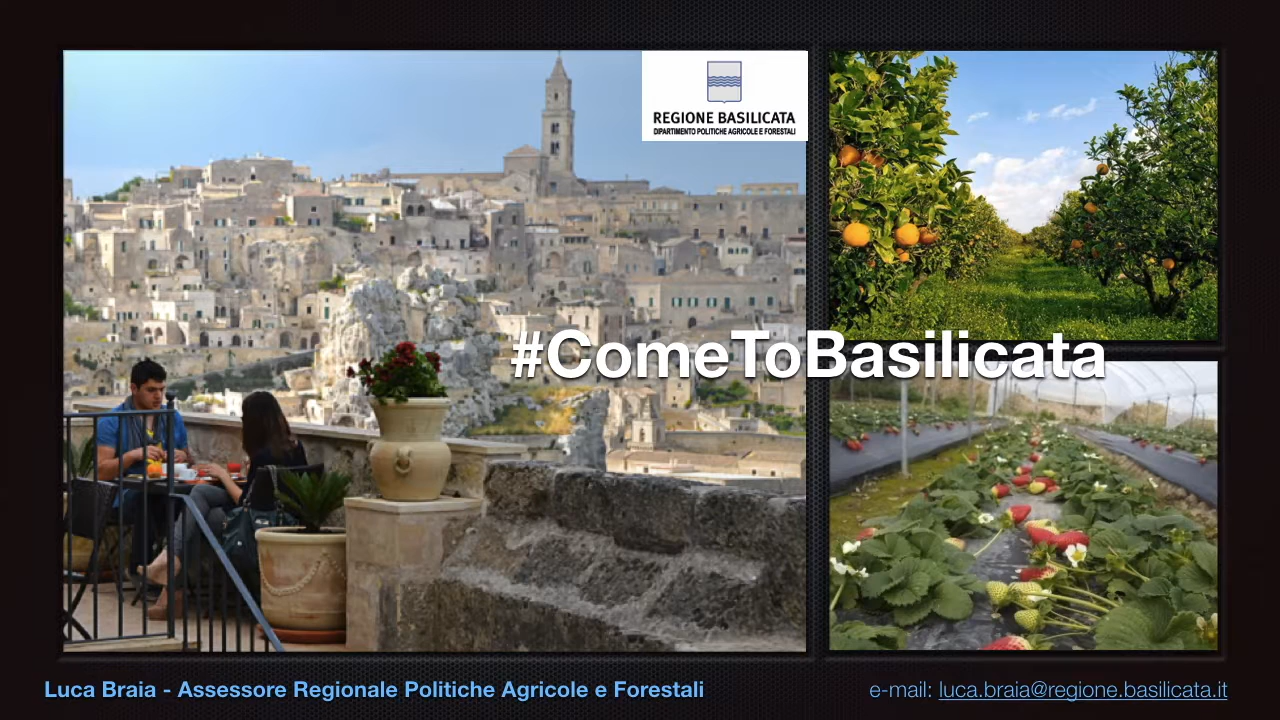 REGIONE BASILICATA
DIPARTIMENTO POLITICHE AGRICOLE E FORESTALI
#ComeToBasilicata
Luca Braia - Assessore Regionale Politiche Agricole e Forestali
e-mail: luca.braia@regione.basilicata.it